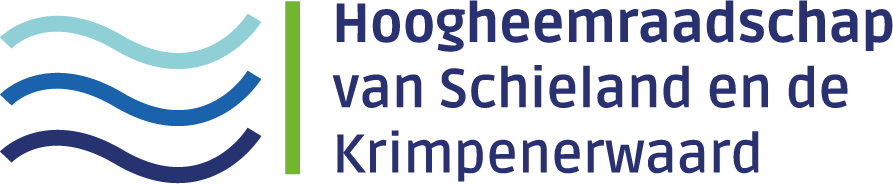 Hoogheemraadschap
van Schieland en de
Krimpenerwaard